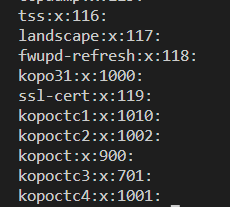 tss:x:116:
landscape:x:117:
fwupd-refresh:x:118:
kopo31:x:1000:
ssl-cert:x:119:
kopoctc1:x:1010:
kopoctc2:x:1002:
kopoct:x:900:
kopoctc3:x:701:
kopoctc4:x:1001: